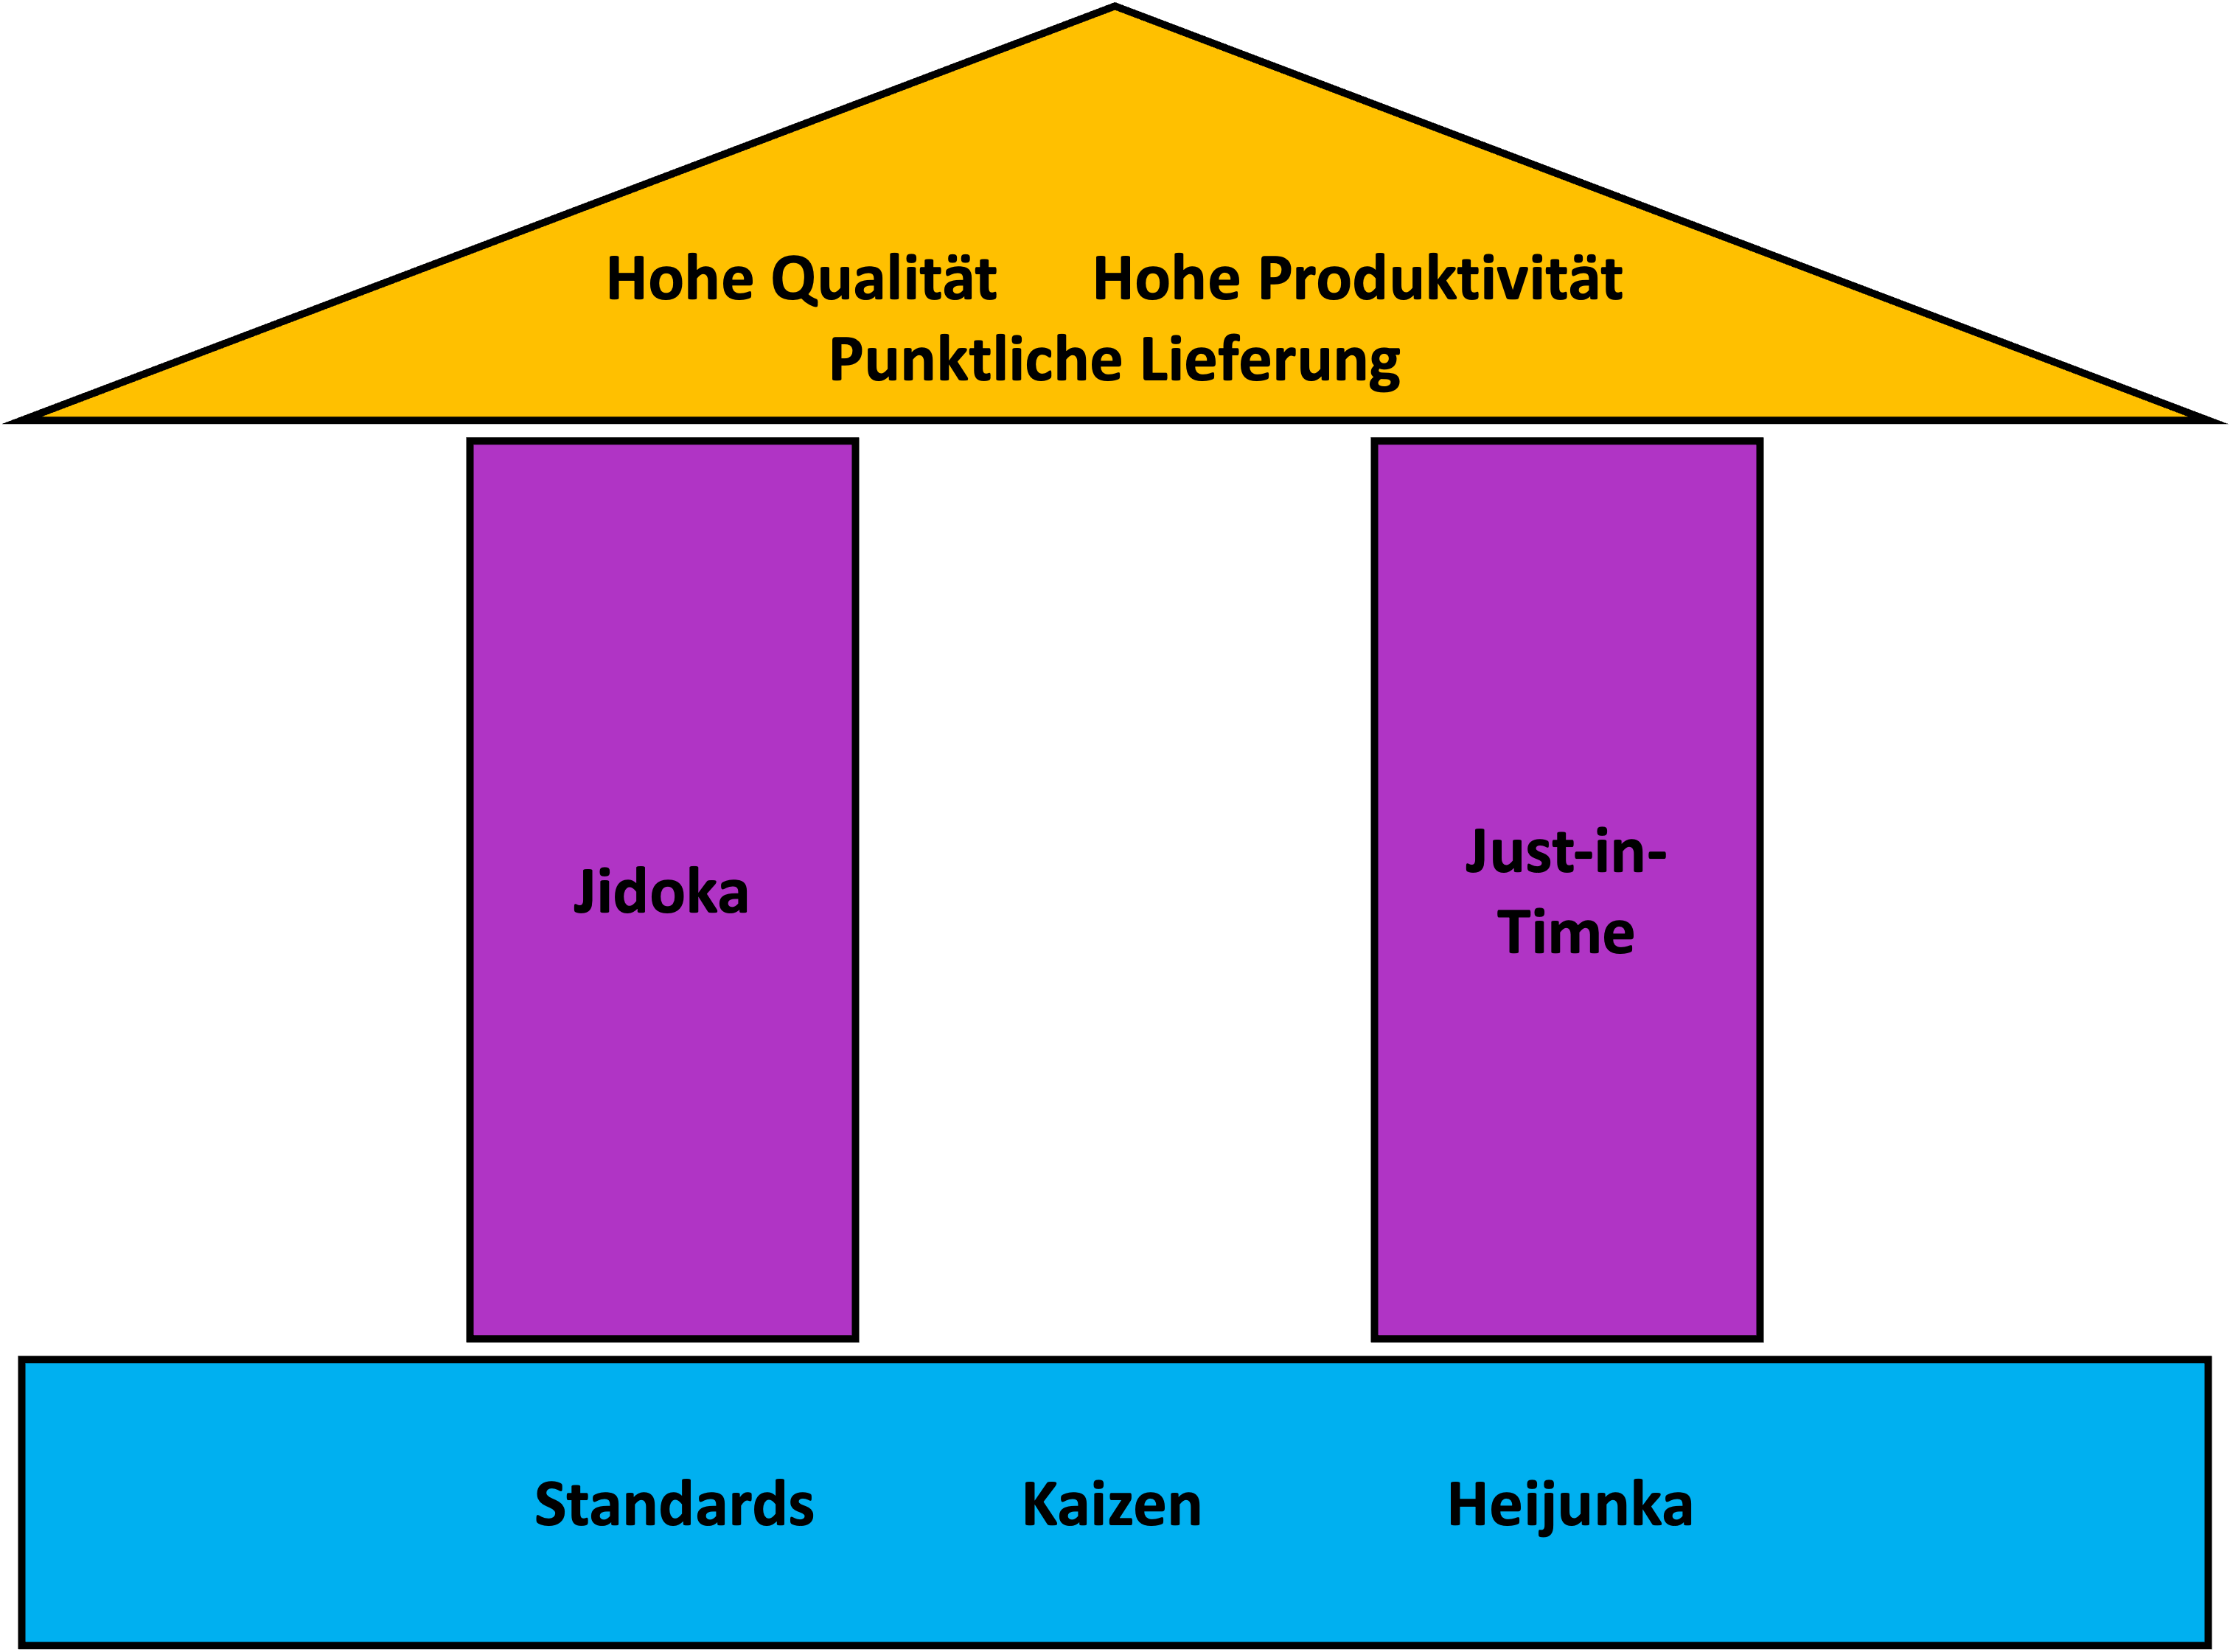 Hohe Qualität Hohe Produktivität
Punktliche Lieferung
Jidoka
Just-in-
Time
Standards Kaizen Heijunka